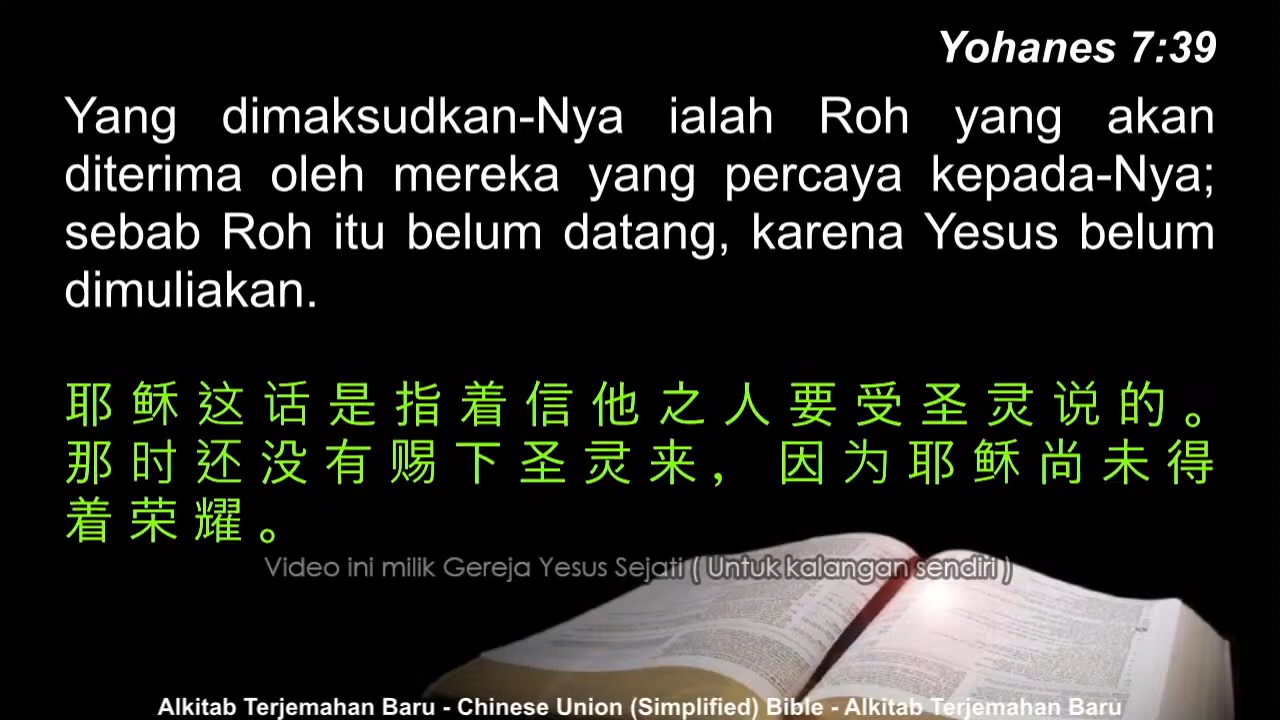 Yohanes 7:39
Yang dimaksudkan-Nya ialah Roh yang akan
diterima oleh mereka yang percaya kepada-Nya;
sebab Roh itu belum datang, karena Yesus belum
dimuliakan.
耶稣这话是指着信他之人要受圣灵说的。
那时还没有赐下圣灵来，因为耶稣尚未得
着荣耀。
Video ini milik Gereja Yesus Sejati ( Untuk kalangan sendiri )
Alkitab Terjemahan Baru - Chinese Union (Simplified) Bible - Alkitab Terjemahan Baru